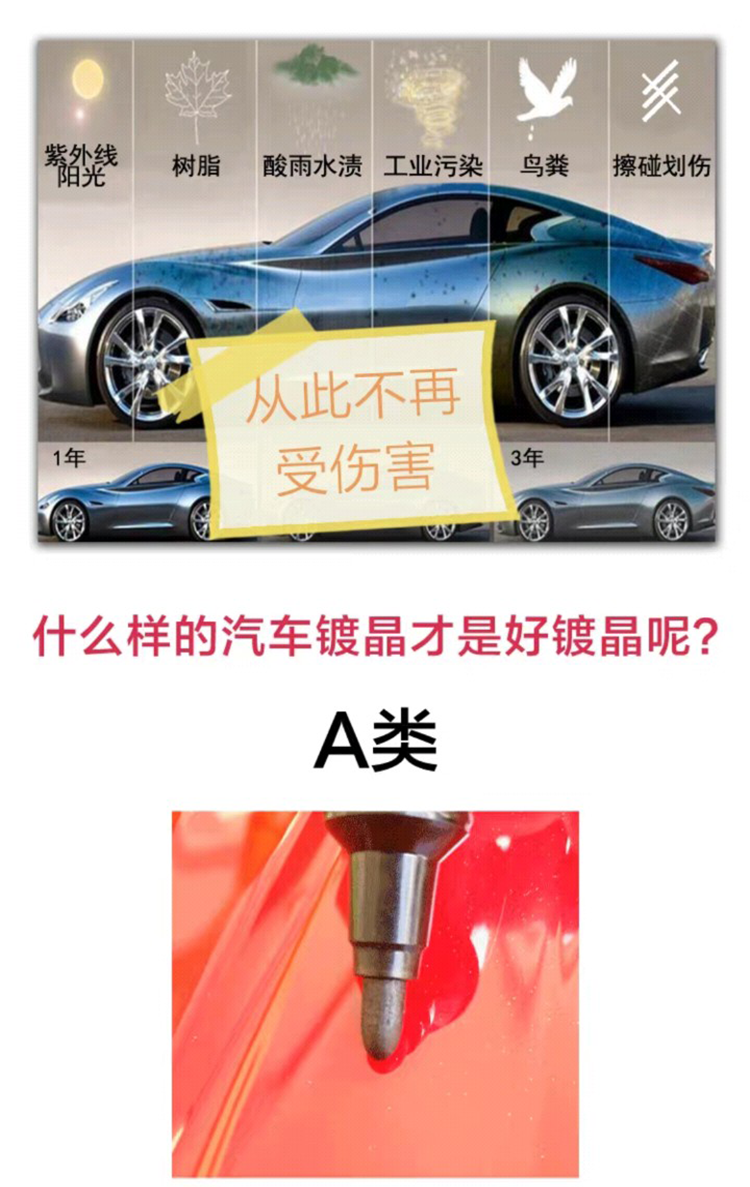 紫外线
阳光
树脂
酸雨水渍
工业污染
鸟粪
擦碰划伤
从此不再
受伤害
1年
3年
什么样的汽车镀晶才是好镀晶呢?
A类